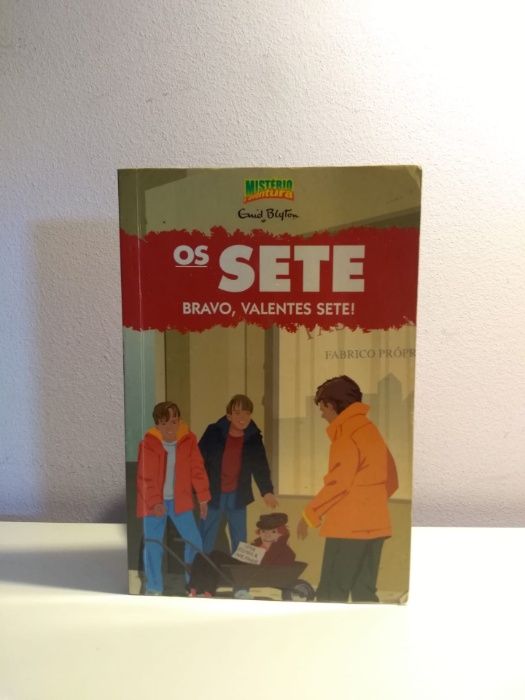 MISTÉRIO
Aventura
Enid Blyton
OS SETE
BRAVO, VALENTES SETE!
FABRICO PRÓPR